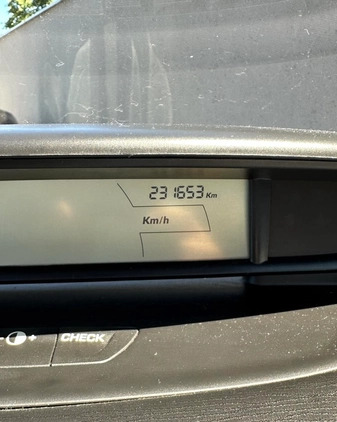 231653 Km
Km/h
- +
CHECK